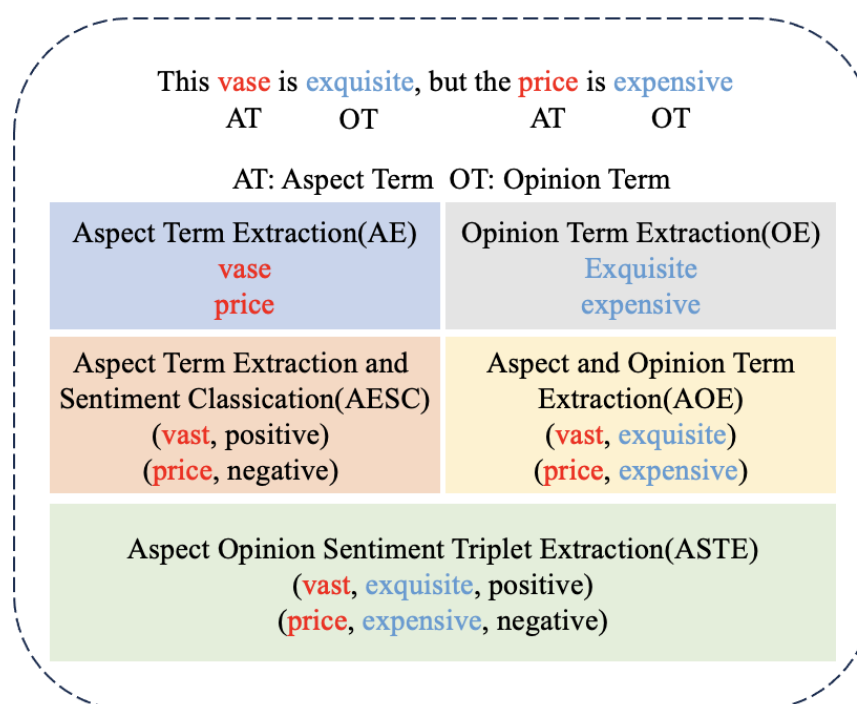 This vase is exquisite, but the price is expensive
AT OT AT OT
AT: Aspect Term OT: Opinion Term
Aspect Term Extraction(AE)
vase
price
Opinion Term Extraction(OE)
Exquisite
expensive
Aspect Term Extraction and
Sentiment Classication(AESC)
(vast, positive)
(price, negative)
Aspect and Opinion Term
Extraction(AOE)
(vast, exquisite)
(price, expensive)
Aspect Opinion Sentiment Triplet Extraction(ASTE)
(vast, exquisite, positive)
(price, expensive, negative)